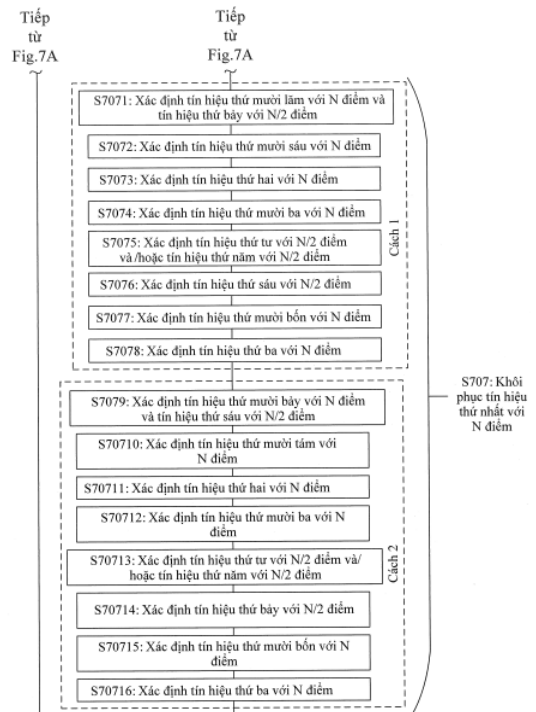 Tiếp
từ
Fig.7A
Tiếp
từ
Fig.7A
S7071: Xác định tín hiệu thứ mười lăm với N điểm và
tín hiệu thứ bảy với N/2 điểm
S7072: Xác định tín hiệu thứ mười sáu với N điểm
S7073: Xác định tín hiệu thứ hai với N điểm
S7074: Xác định tín hiệu thứ mười ba với N điểm
S7075: Xác định tín hiệu thứ tư với N/2 điểm
và/hoặc tín hiệu thứ năm với N/2 điểm
S7076: Xác định tín hiệu thứ sáu với N/2 điểm
S7077: Xác định tín hiệu thứ mười bốn với N điểm
S7078: Xác định tín hiệu thứ ba với N điểm
Cách 1
S7079: Xác định tín hiệu thứ mười bảy với N điểm
và tín hiệu thứ sáu với N/2 điểm
S70710: Xác định tín hiệu thứ mười tám với
N điểm
S70711: Xác định tín hiệu thứ hai với N điểm
S70712: Xác định tín hiệu thứ mười ba với N
điểm
S70713: Xác định tín hiệu thứ tư với N/2 điểm và/
hoặc tín hiệu thứ năm với N/2 điểm
S70714: Xác định tín hiệu thứ bảy với N/2 điểm
S70715: Xác định tín hiệu thứ mười bốn với N
điểm
S70716: Xác định tín hiệu thứ ba với N điểm
Cách 2
S707: Khôi
phục tín hiệu
thứ nhất với
N điểm